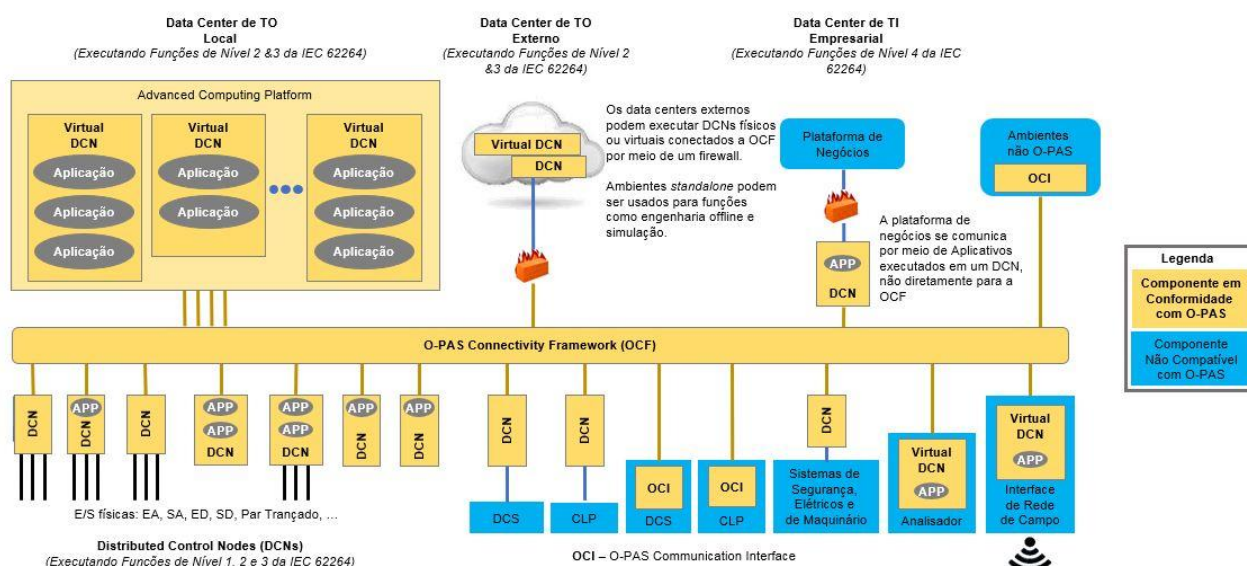 Data Center de TO
Local
(Executando Funções de Nível 2 &3 da IEC 62264)
Data Center de TO
Externo
(Executando Funções de Nível 2
&3 da IEC 62264)
Data Center de TI
Empresarial
(Executando Funções de Nível 4 da IEC
62264)
Advanced Computing Platform
Virtual
DCN
Aplicação
Aplicação
Aplicação
Virtual
DCN
Aplicação
Aplicação
Virtual
DCN
Aplicação
Aplicação
Aplicação
Virtual DCN
DCN
Os data centers externos
podem executar DCNs físicos
ou virtuais conectados a OCF
por meio de um firewall.
Ambientes standalone podem
ser usados para funções
como engenharia offline e
simulação.
Plataforma de
Negócios
APP
DCN
A plataforma de
negócios se comunica
por meio de Aplicativos
executados em um DCN,
não diretamente para a
OCF
Ambientes
não O-PAS
OCI
Legenda
Componente em
Conformidade
com O-PAS
Componente
Não Compatível
com O-PAS
O-PAS Connectivity Framework (OCF)
DCN
APP
DCN
DCN
APP
APP
DCN
APP
APP
DCN
APP
DCN
APP
DCN
DCN
DCS
DCN
CLP
OCI
DCS
OCI
CLP
DCN
Sistemas de
Segurança,
Elétricos e
de Maquinário
Virtual
DCN
APP
Analisador
Virtual
DCN
APP
Interface
de Rede
de Campo
E/S físicas: EA, SA, ED, SD, Par Trançado, ...
Distributed Control Nodes (DCNs)
(Executando Funções de Nível 1, 2 e 3 da IEC 62264)
OCI – O-PAS Communication Interface